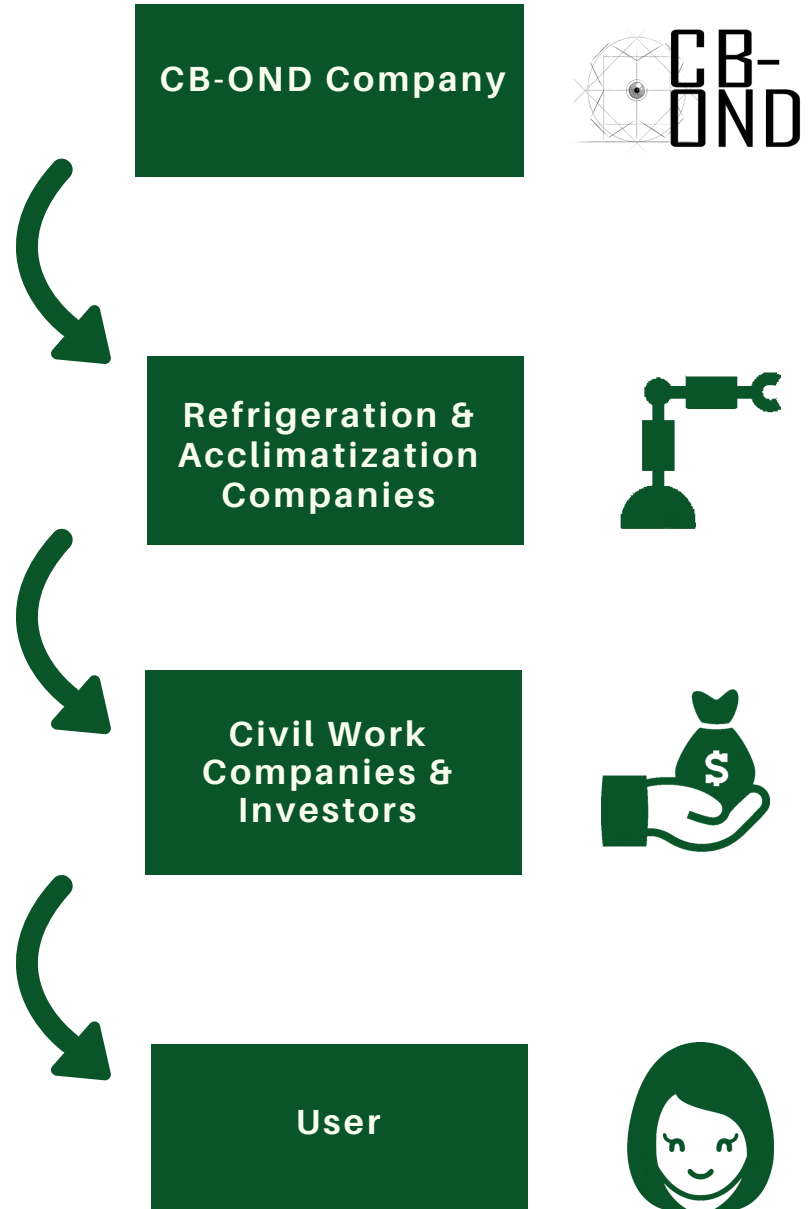 CB-OND Company
CB-
OND
Refrigeration &
Acclimatization
Companies
Civil Work
Companies &
Investors
$
User